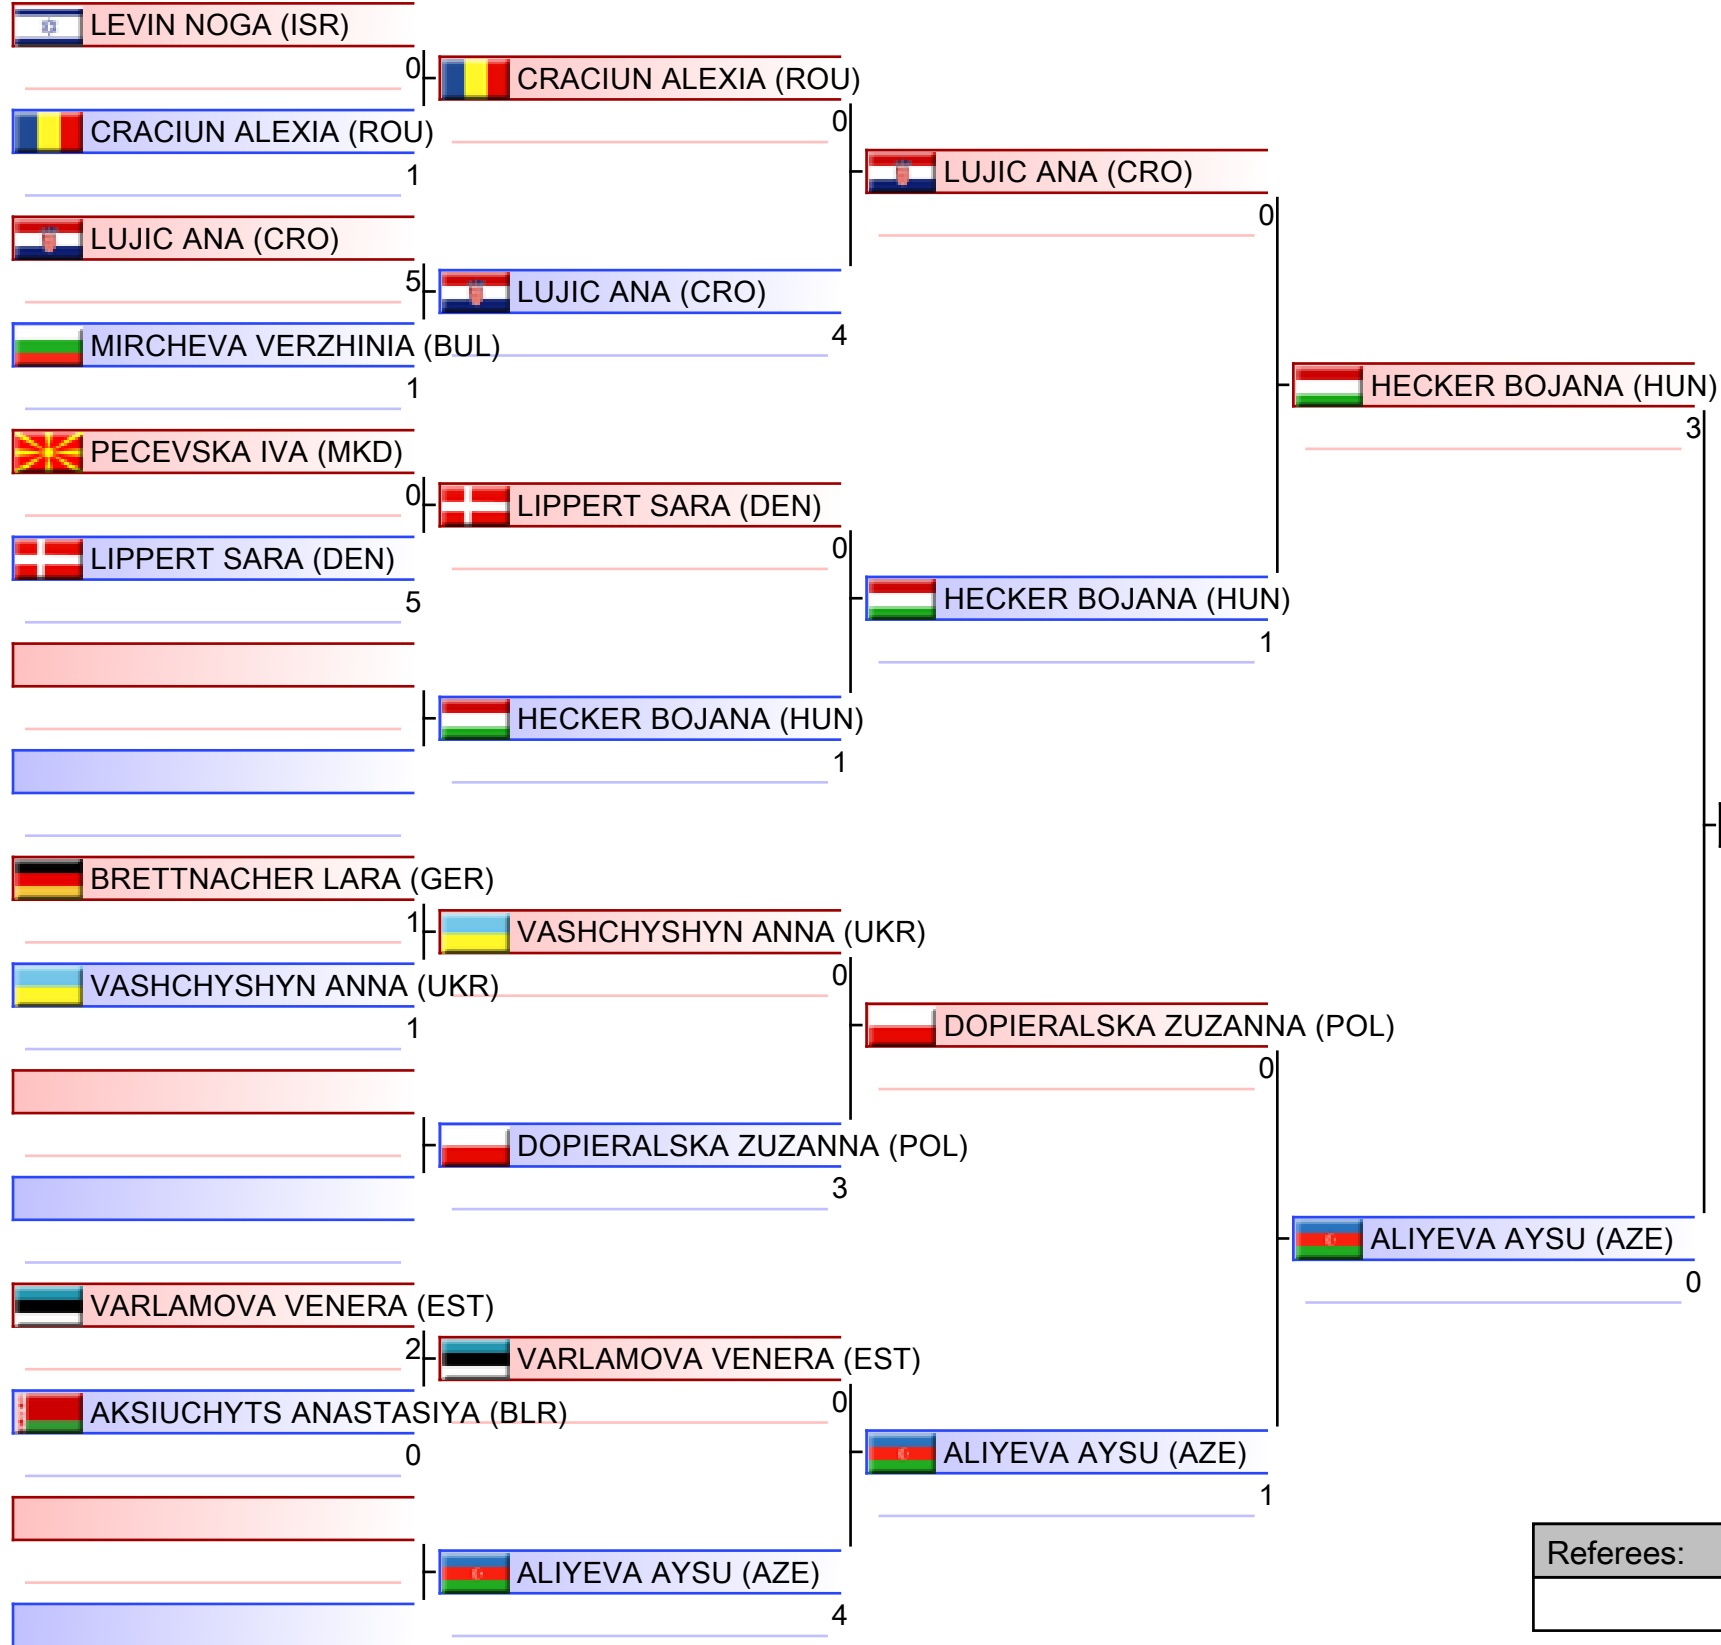 LEVIN NOGA (ISR)
0
CRACIUN ALEXIA (ROU)
1
LUJIC ANA (CRO)
5
MIRCHEVA VERZHINIA (BUL)
1
PECEVSKA IVA (MKD)
0
LIPPERT SARA (DEN)
5
BRETTNACHER LARA (GER)
1
VASHCHYSHYN ANNA (UKR)
1
VARLAMOVA VENERA (EST)
2
AKSIUCHYTS ANASTASIYA (BLR)
0
CRACIUN ALEXIA (ROU)
0
LUJIC ANA (CRO)
4
LIPPERT SARA (DEN)
0
HECKER BOJANA (HUN)
1
VASHCHYSHYN ANNA (UKR)
0
DOPIERALSKA ZUZANNA (POL)
3
VARLAMOVA VENERA (EST)
0
ALIYEVA AYSU (AZE)
4
LUJIC ANA (CRO)
0
HECKER BOJANA (HUN)
1
DOPIERALSKA ZUZANNA (POL)
0
ALIYEVA AYSU (AZE)
1
HECKER BOJANA (HUN)
3
ALIYEVA AYSU (AZE)
0
Referees: